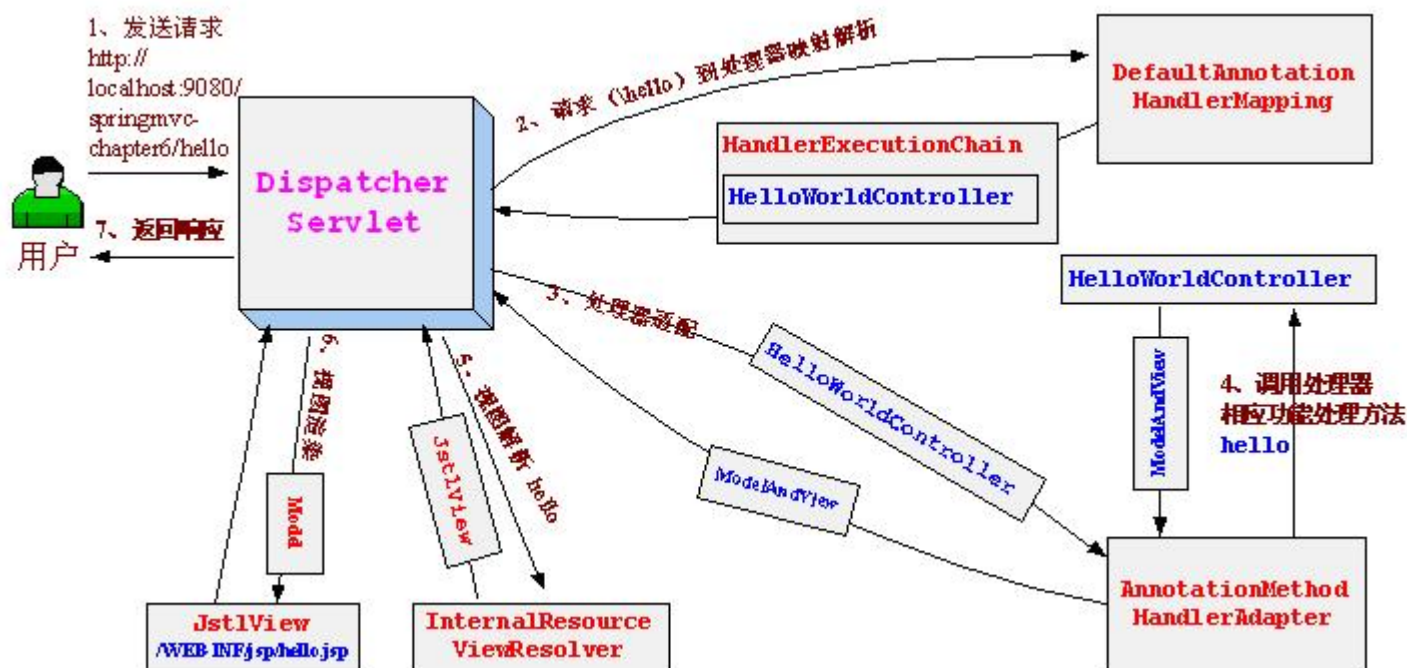 1、发送请求
http://
localhost:9080/
springmvc-
chapter6/hello
用户
7、返回响应
Dispatcher
Servlet
2、请求（\hello）到处理器映射解析
DefaultAnnotation
HandlerMapping
HandlerExecutionChain
HelloWorldController
3、处理器适配
HelloWorldController
ModelAndView
HelloWorldController
ModelAndView
4、调用处理器
相应功能处理方法
hello
AnnotationMethod
HandlerAdapter
5、视图解析 hello
JstlView
InternalResource
ViewResolver
6、视图渲染
Model
JstlView
/WEB-INF/jsp/hello.jsp